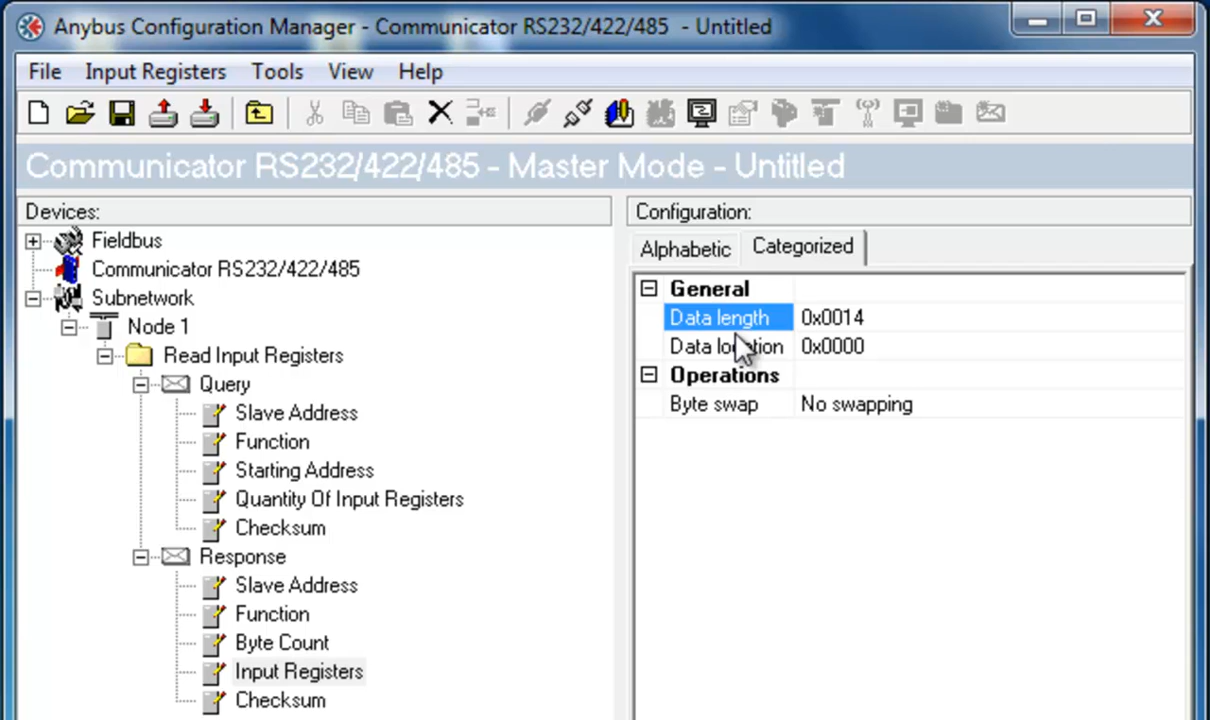 Anybus Configuration Manager - Communicator RS232/422/485 - Untitled
File Input Registers Tools View Help
Communicator RS232/422/485 - Master Mode - Untitled
Devices:
Fieldbus
Communicator RS232/422/485
Subnetwork
Node 1
Read Input Registers
Query
Slave Address
Function
Starting Address
Quantity Of Input Registers
Checksum
Response
Slave Address
Function
Byte Count
Input Registers
Checksum
Configuration:
Alphabetic Categorized
General
Data length 0x0014
Data location 0x0000
Operations
Byte swap No swapping